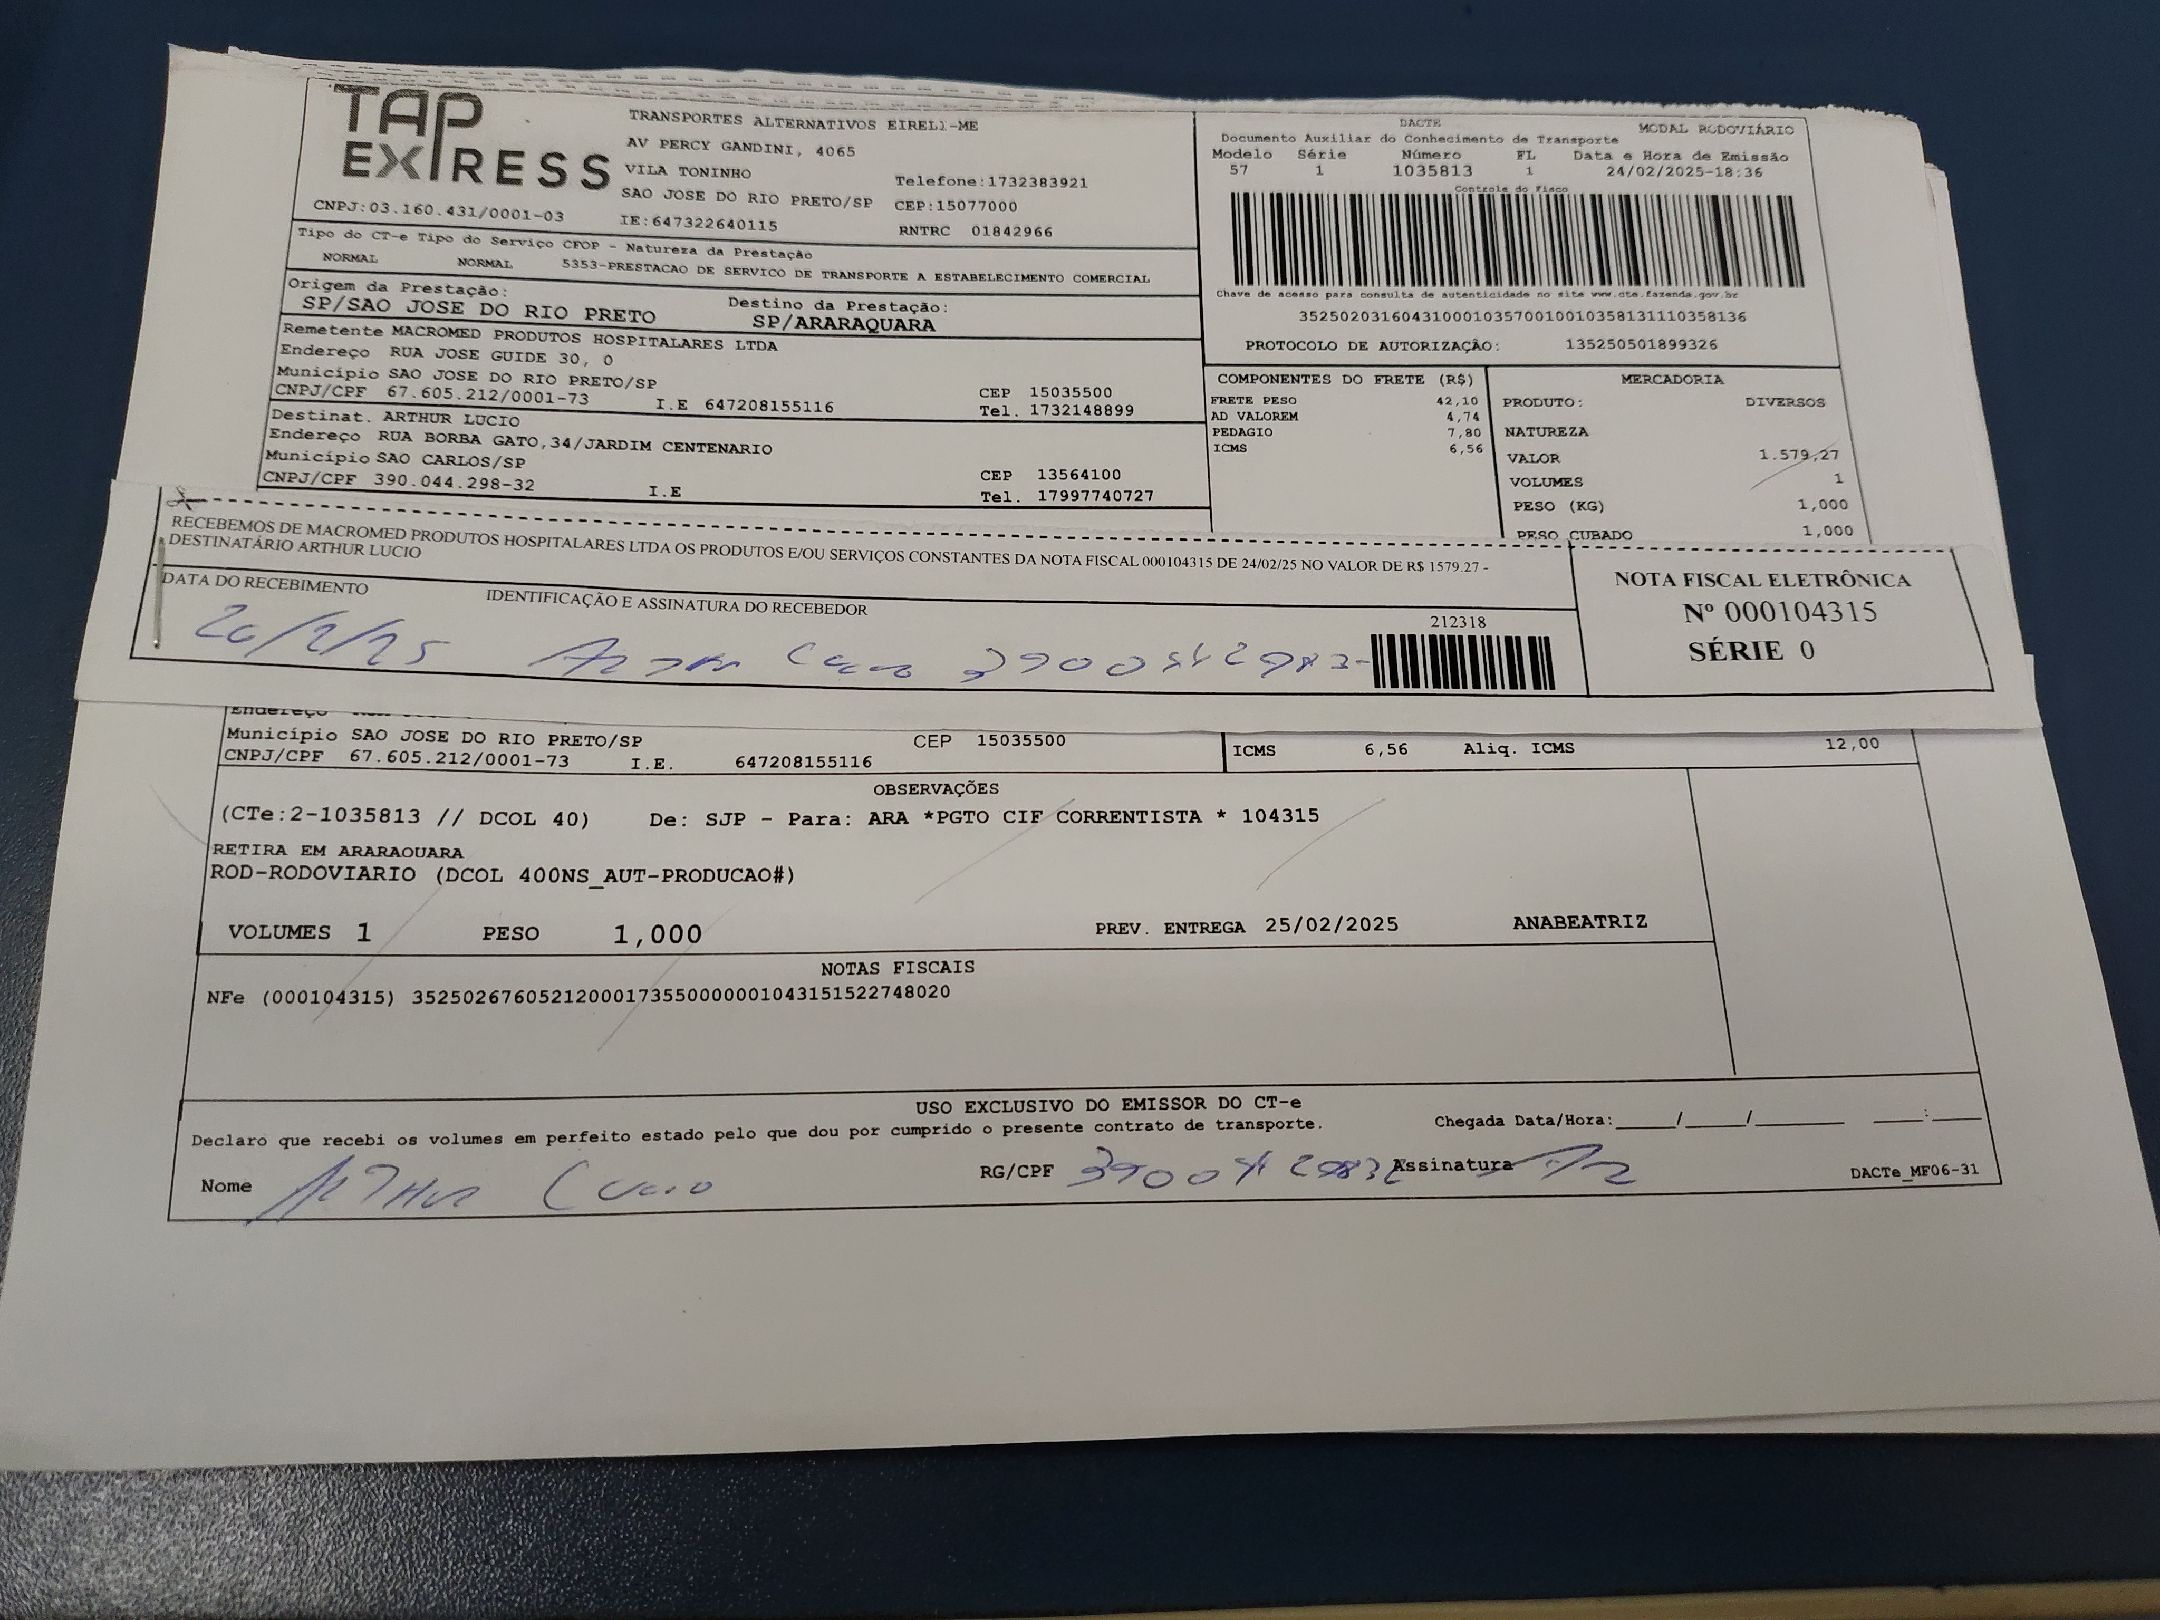 TAP EXPRESS
TRANSPORTES ALTERNATIVOS EIRELI-ME
AV PERCY GANDINI, 4065
VILA TONINHO
SAO JOSE DO RIO PRETO/SP
Telefone:1732383921
CEP:15077000
CNPJ:03.160.431/0001-03
IE:647322640115
RNTRC 01842966
DACTE
MODAL RODOVIÁRIO
Documento Auxiliar do Conhecimento de Transporte
Modelo Série Número FL Data e Hora de Emissão
57 1 1035813 1 24/02/2025-18:36
Controle do Fisco
Chave de acesso para consulta de autenticidade no site www.cte.fazenda.gov.br
35250203160431000103570010010358131110358136
PROTOCOLO DE AUTORIZAÇÃO: 135250501899326
Tipo do CT-e Tipo do Serviço CFOP - Natureza da Prestação
NORMAL NORMAL 5353-PRESTACAO DE SERVICO DE TRANSPORTE A ESTABELECIMENTO COMERCIAL
Origem da Prestação: Destino da Prestação:
SP/SAO JOSE DO RIO PRETO SP/ARARAQUARA
Remetente MACROMED PRODUTOS HOSPITALARES LTDA
Endereço RUA JOSE GUIDE 30, 0
Município SAO JOSE DO RIO PRETO/SP CEP 15035500
CNPJ/CPF 67.605.212/0001-73 I.E 647208155116 Tel. 1732148899
Destinat. ARTHUR LUCIO
Endereço RUA BORBA GATO,34/JARDIM CENTENARIO
Município SAO CARLOS/SP CEP 13564100
CNPJ/CPF 390.044.298-32 I.E Tel. 17997740727
COMPONENTES DO FRETE (R$)
FRETE PESO 42,10
AD VALOREM 4,74
PEDAGIO 7,80
ICMS 6,56
MERCADORIA
PRODUTO: DIVERSOS
NATUREZA
VALOR 1.579,27
VOLUMES 1
PESO (KG) 1,000
PESO CUBADO 1,000
RECEBEMOS DE MACROMED PRODUTOS HOSPITALARES LTDA OS PRODUTOS E/OU SERVIÇOS CONSTANTES DA NOTA FISCAL 000104315 DE 24/02/25 NO VALOR DE R$ 1579.27 -
DESTINATÁRIO ARTHUR LUCIO
DATA DO RECEBIMENTO IDENTIFICAÇÃO E ASSINATURA DO RECEBEDOR
212318
NOTA FISCAL ELETRÔNICA
Nº 000104315
SÉRIE 0
Endereço
Município SAO JOSE DO RIO PRETO/SP CEP 15035500
CNPJ/CPF 67.605.212/0001-73 I.E. 647208155116
ICMS 6,56 Aliq. ICMS 12,00
OBSERVAÇÕES
(CTe:2-1035813 // DCOL 40) De: SJP - Para: ARA *PGTO CIF CORRENTISTA * 104315
RETIRA EM ARARAQUARA
ROD-RODOVIARIO (DCOL 400NS_AUT-PRODUCAO#)
VOLUMES 1 PESO 1,000 PREV. ENTREGA 25/02/2025 ANABEATRIZ
NOTAS FISCAIS
NFe (000104315) 35250267605212000173550000001043151522748020
USO EXCLUSIVO DO EMISSOR DO CT-e
Declaro que recebi os volumes em perfeito estado pelo que dou por cumprido o presente contrato de transporte.
Chegada Data/Hora:____/____/______ ___:___
Nome Arthur Lucio RG/CPF 39004429832 Assinatura
DACTe_MF06-31